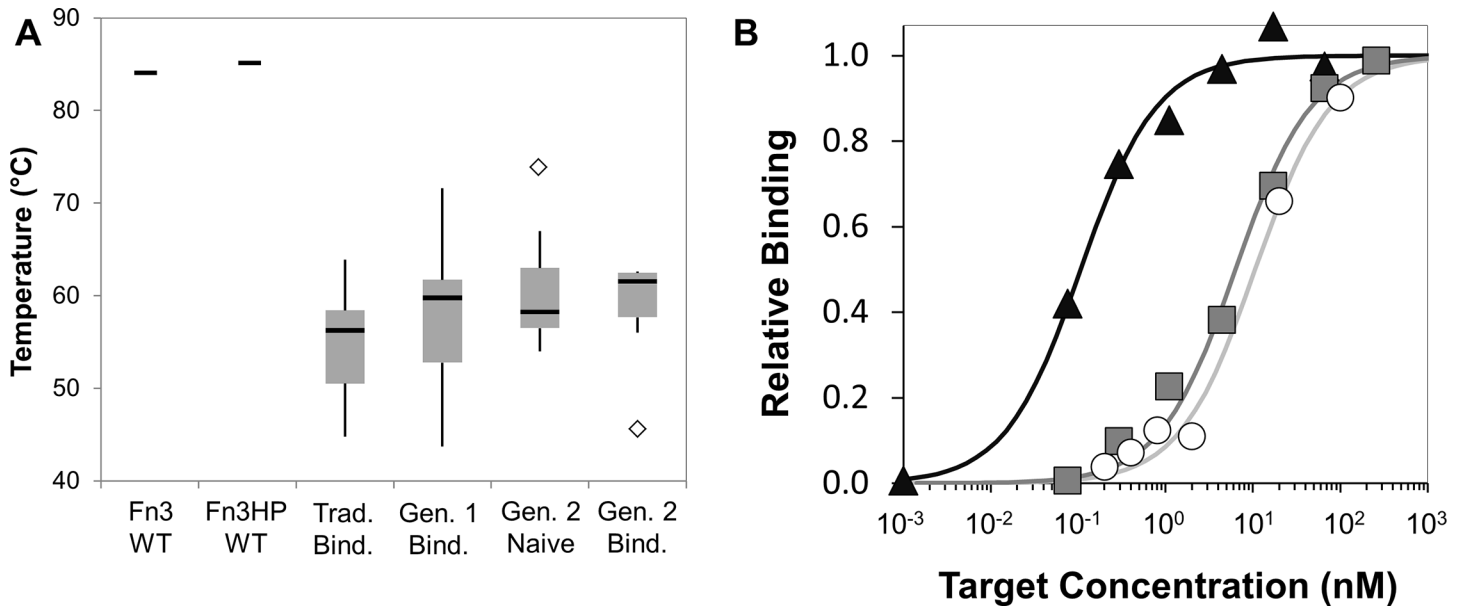 A
Temperature (°C)
90
80
70
60
50
40
Fn3 WT
Fn3HP WT
Trad. Bind.
Gen. 1 Bind.
Gen. 2 Naive
Gen. 2 Bind.
B
Relative Binding
1.0
0.8
0.6
0.4
0.2
0.0
10-3
10-2
10-1
100
101
102
103
Target Concentration (nM)